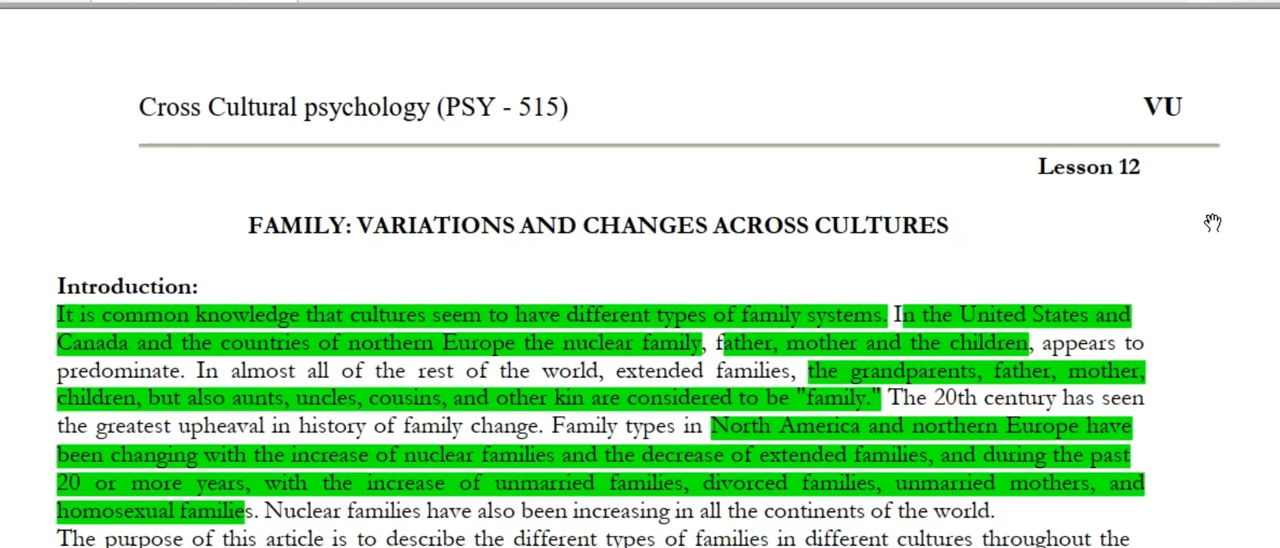 Cross Cultural psychology (PSY - 515) VU
Lesson 12
FAMILY: VARIATIONS AND CHANGES ACROSS CULTURES
Introduction:
It is common knowledge that cultures seem to have different types of family systems. In the United States and
Canada and the countries of northern Europe the nuclear family, father, mother and the children, appears to
predominate. In almost all of the rest of the world, extended families, the grandparents, father, mother,
children, but also aunts, uncles, cousins, and other kin are considered to be "family." The 20th century has seen
the greatest upheaval in history of family change. Family types in North America and northern Europe have
been changing with the increase of nuclear families and the decrease of extended families, and during the past
20 or more years, with the increase of unmarried families, divorced families, unmarried mothers, and
homosexual families. Nuclear families have also been increasing in all the continents of the world.
The purpose of this article is to describe the different types of families in different cultures throughout the